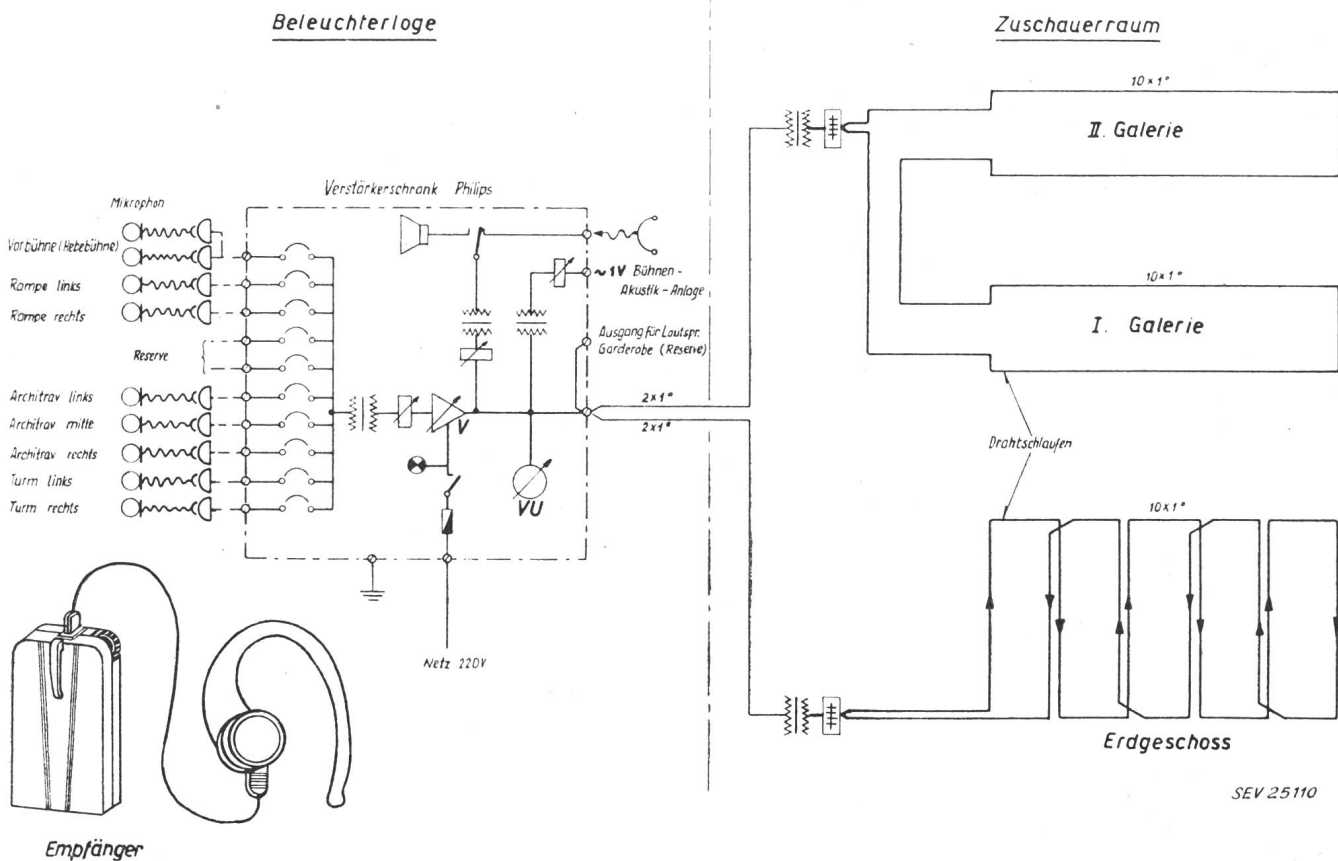 Beleuchterloge
Zuschauerraum
Verstärkerschrank Philips
Mikrophon
Vorbühne (Hebebühne)
Rampe links
Rampe rechts
Reserve
Architrav links
Architrav mitte
Architrav rechts
Turm links
Turm rechts
~1V Bühnen-
Akustik-Anlage
Ausgang für Lautspr.
Garderobe (Reserve)
V
VU
Netz 220V
2×1°
2×1°
10×1°
II. Galerie
10×1°
I. Galerie
Drahtschlaufen
10×1°
Erdgeschoss
SEV 25110
Empfänger